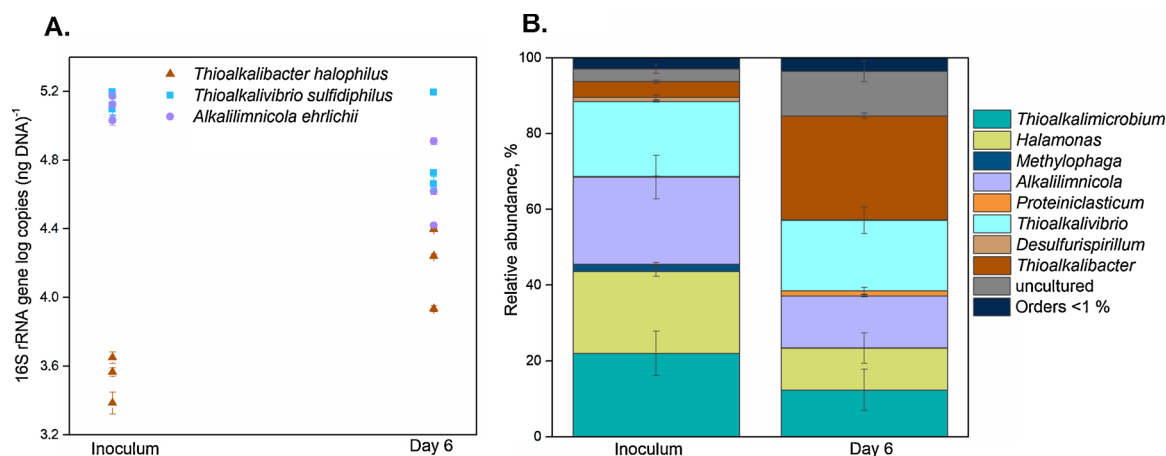 A.
16S rRNA gene log copies (ng DNA)⁻¹
5.2
4.8
4.4
4.0
3.6
3.2
Thioalkalibacter halophilus
Thioalkalivibrio sulfidiphilus
Alkalilimnicola ehrlichii
Inoculum
Day 6
B.
Relative abundance, %
100
80
60
40
20
0
Inoculum
Day 6
Thioalkalimicrobium
Halamonas
Methylophaga
Alkalilimnicola
Proteiniclasticum
Thioalkalivibrio
Desulfurispirillum
Thioalkalibacter
uncultured
Orders <1 %